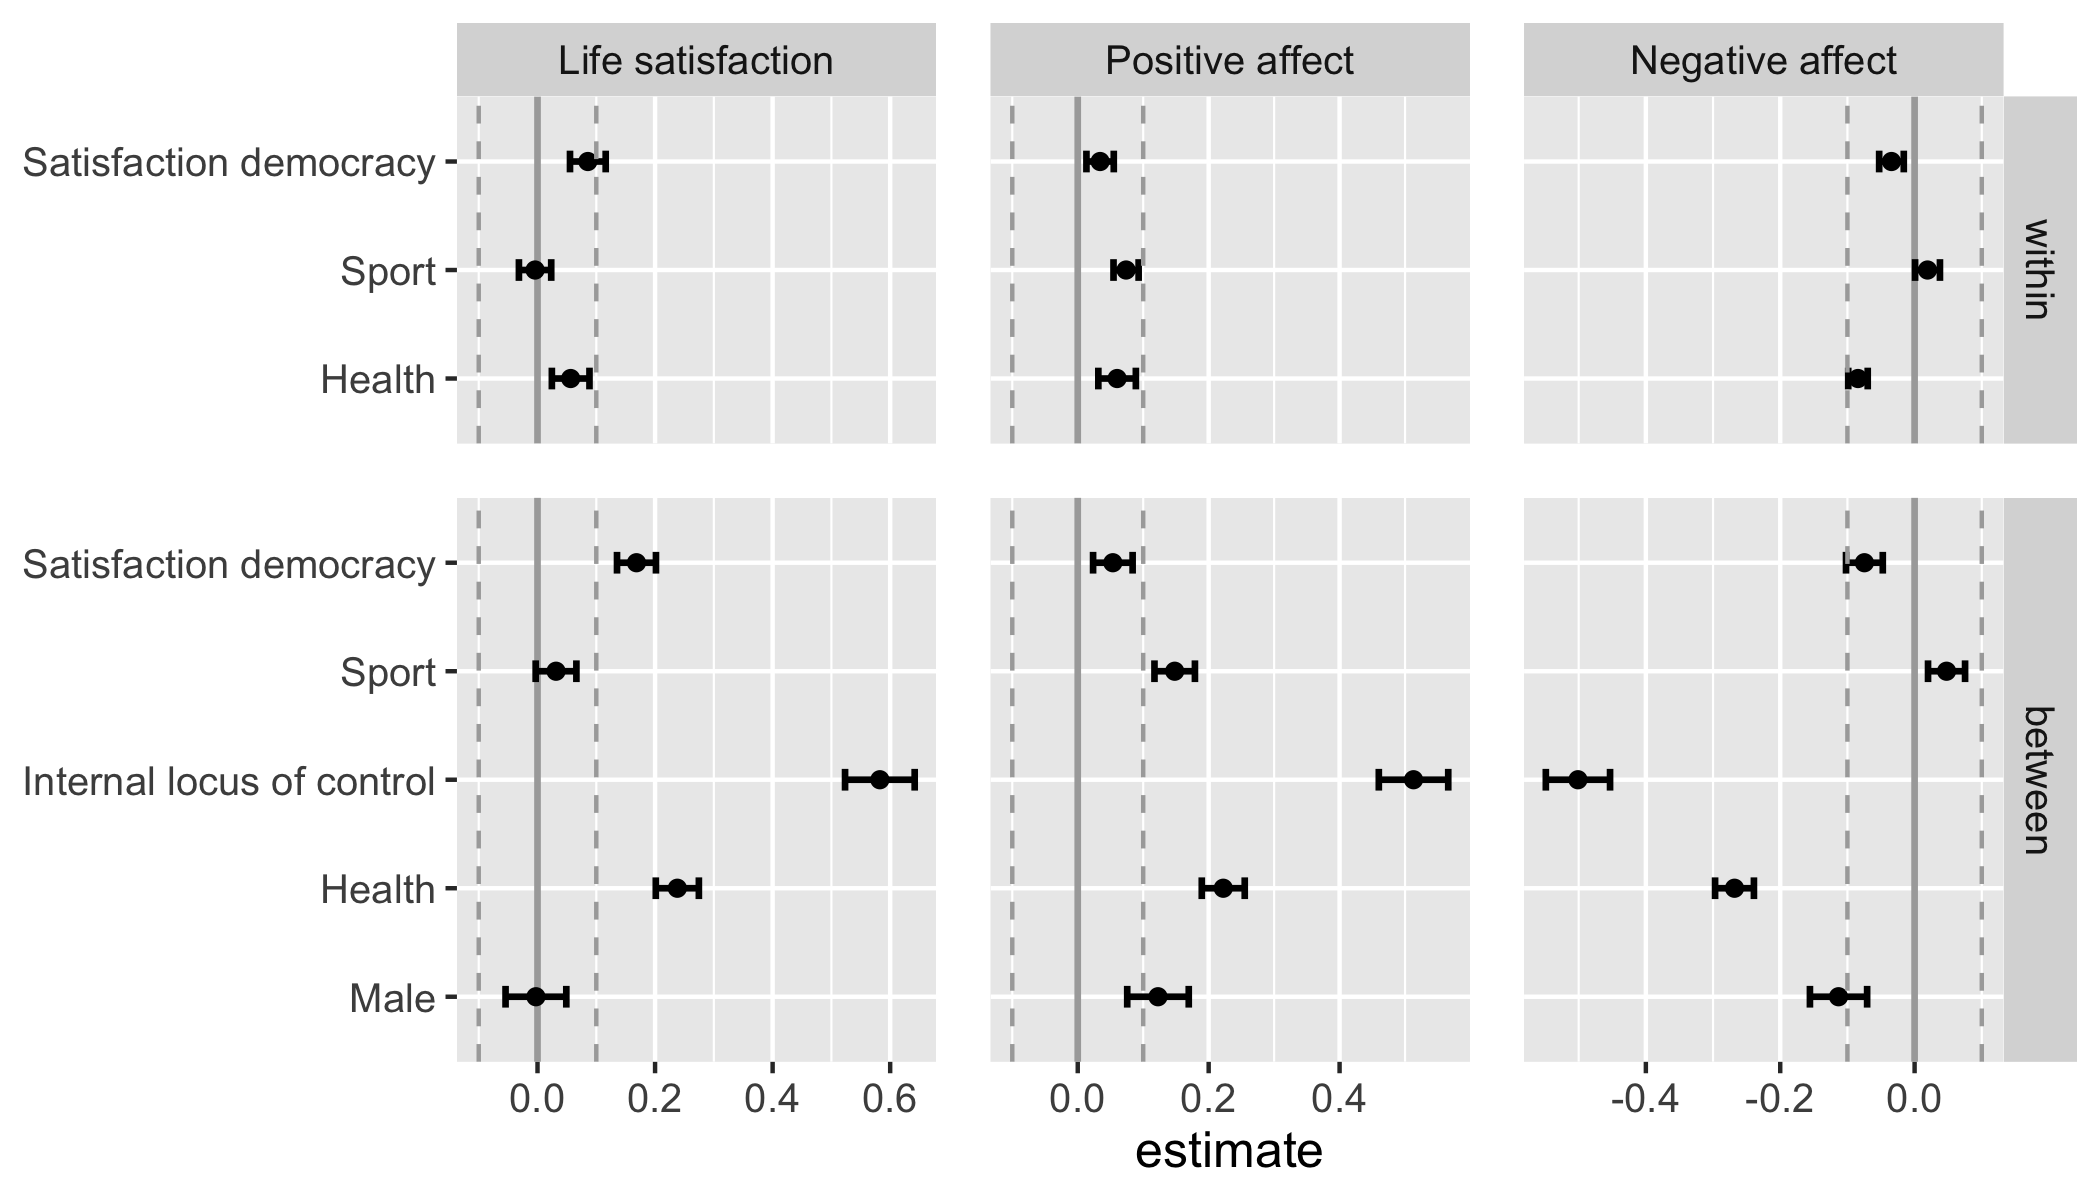 Life satisfaction
Positive affect
Negative affect
Satisfaction democracy
Sport
Health
within
Satisfaction democracy
Sport
Internal locus of control
Health
Male
between
0.0 0.2 0.4 0.6
0.0 0.2 0.4
-0.4 -0.2 0.0
estimate